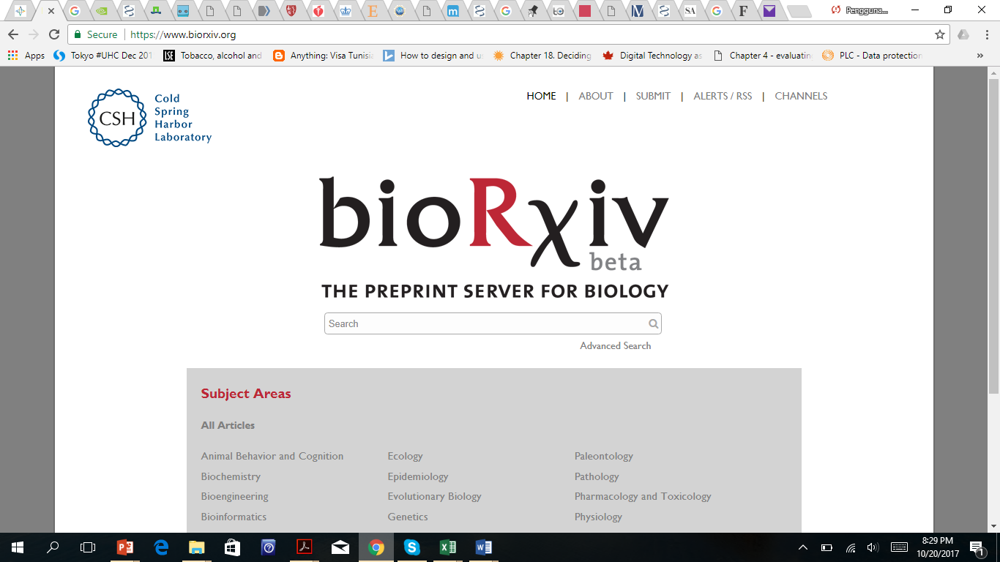 Pengguna...
Secure https://www.biorxiv.org
Apps Tokyo #UHC Dec 201 LSE Tobacco, alcohol and Anything: Visa Tunisia How to design and us Chapter 18. Deciding Digital Technology as Chapter 4 - evaluatin PLC - Data protection »
CSH
Cold
Spring
Harbor
Laboratory
HOME | ABOUT | SUBMIT | ALERTS / RSS | CHANNELS
bioRχiv
beta
THE PREPRINT SERVER FOR BIOLOGY
Search
Advanced Search
Subject Areas
All Articles
Animal Behavior and Cognition Ecology Paleontology
Biochemistry Epidemiology Pathology
Bioengineering Evolutionary Biology Pharmacology and Toxicology
Bioinformatics Genetics Physiology
8:29 PM
10/20/2017
1